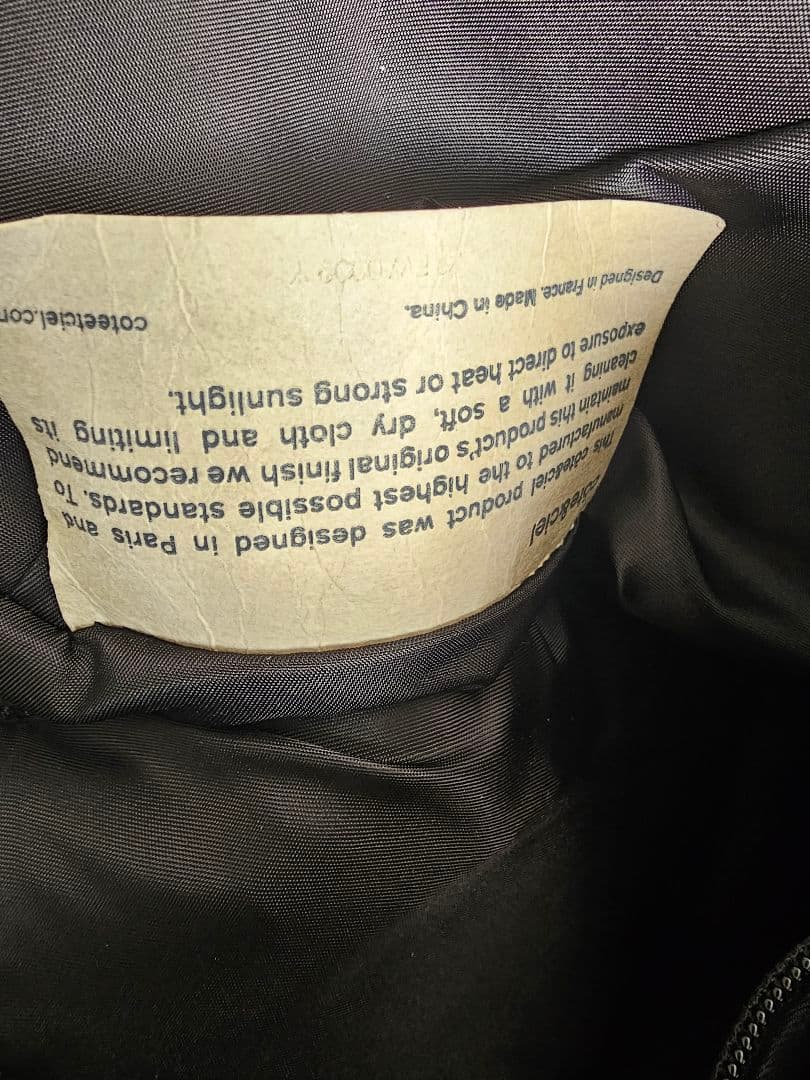 côte&ciel
This côte&ciel product was designed in Paris and
manufactured to the highest possible standards. To
maintain this product's original finish we recommend
cleaning it with a soft, dry cloth and limiting its
exposure to direct heat or strong sunlight.
Designed in France. Made in China.
coteetciel.com